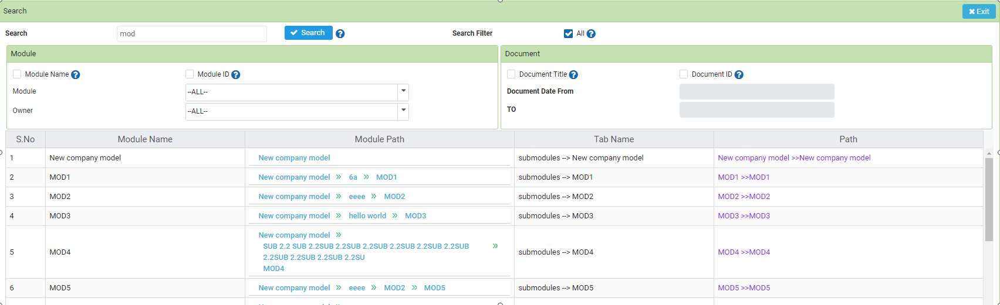 Search
Exit
Search
mod
Search
Search Filter
All
Module
Document
Module Name
Module ID
Document Title
Document ID
Module
--ALL--
Document Date From
Owner
--ALL--
TO
S.No Module Name Module Path Tab Name Path
1 New company model New company model submodules --> New company model New company model >>New company model
2 MOD1 New company model » 6a » MOD1 submodules --> MOD1 MOD1 >>MOD1
3 MOD2 New company model » eeee » MOD2 submodules --> MOD2 MOD2 >>MOD2
4 MOD3 New company model » hello world » MOD3 submodules --> MOD3 MOD3 >>MOD3
5 MOD4 New company model »
SUB 2.2 SUB 2.2SUB 2.2SUB 2.2SUB 2.2SUB 2.2SUB 2.2SUB »
2.2SUB 2.2SUB 2.2SUB 2.2SU
MOD4
submodules --> MOD4 MOD4 >>MOD4
6 MOD5 New company model » eeee » MOD2 » MOD5 submodules --> MOD5 MOD5 >>MOD5